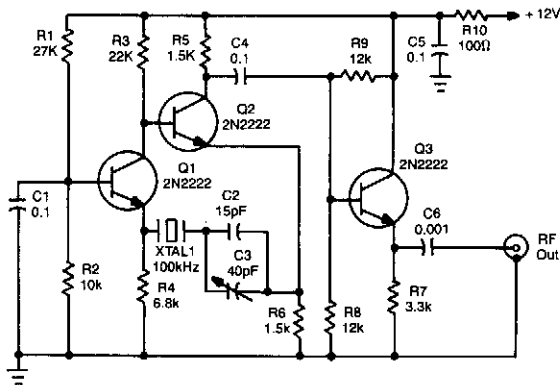 R1
27K
R3
22K
R5
1.5K
C4
0.1
R9
12k
C5
0.1
R10
100Ω
+ 12V
Q2
2N2222
Q1
2N2222
Q3
2N2222
C1
0.1
C2
15pF
XTAL1
100kHz
C3
40pF
C6
0.001
RF
Out
R2
10k
R4
6.8k
R6
1.5k
R8
12k
R7
3.3k